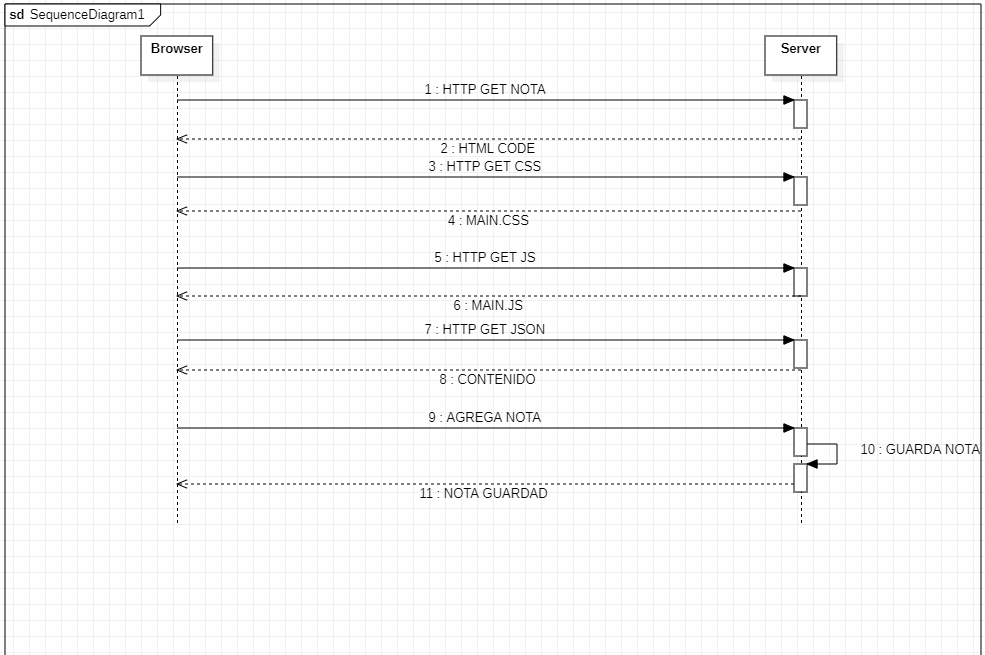 sd SequenceDiagram1
Browser
Server
1 : HTTP GET NOTA
2 : HTML CODE
3 : HTTP GET CSS
4 : MAIN.CSS
5 : HTTP GET JS
6 : MAIN.JS
7 : HTTP GET JSON
8 : CONTENIDO
9 : AGREGA NOTA
10 : GUARDA NOTA
11 : NOTA GUARDAD